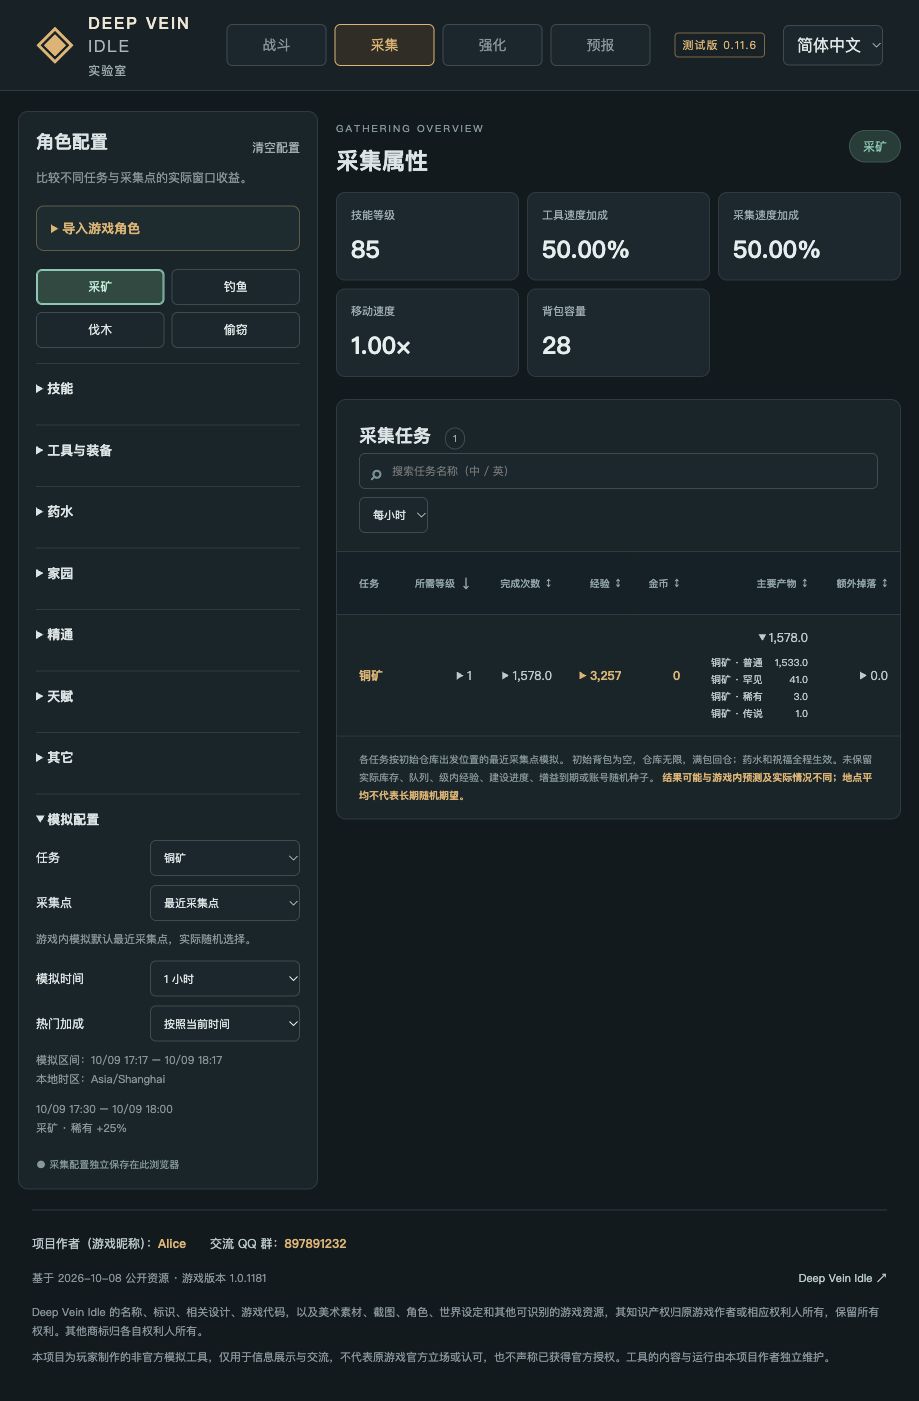 DEEP VEIN
IDLE
实验室
战斗
采集
强化
预报
测试版 0.11.6
简体中文
角色配置
清空配置
比较不同任务与采集点的实际窗口收益。
▶ 导入游戏角色
采矿
钓鱼
伐木
偷窃
▶ 技能
▶ 工具与装备
▶ 药水
▶ 家园
▶ 精通
▶ 天赋
▶ 其它
▼ 模拟配置
任务
铜矿
采集点
最近采集点
游戏内模拟默认最近采集点，实际随机选择。
模拟时间
1 小时
热门加成
按照当前时间
模拟区间：10/09 17:17 — 10/09 18:17
本地时区：Asia/Shanghai
10/09 17:30 — 10/09 18:00
采矿 · 稀有 +25%
● 采集配置独立保存在此浏览器
GATHERING OVERVIEW
采集属性
采矿
技能等级
85
工具速度加成
50.00%
采集速度加成
50.00%
移动速度
1.00×
背包容量
28
采集任务 1
搜索任务名称（中 / 英）
每小时
任务 所需等级 ↓ 完成次数 ↕ 经验 ↕ 金币 ↕ 主要产物 ↕ 额外掉落 ↕
铜矿 ▶ 1 ▶ 1,578.0 ▶ 3,257 0 ▼ 1,578.0 ▶ 0.0
铜矿 · 普通 1,533.0
铜矿 · 罕见 41.0
铜矿 · 稀有 3.0
铜矿 · 传说 1.0
各任务按初始仓库出发位置的最近采集点模拟。 初始背包为空，仓库无限，满包回仓；药水和祝福全程生效。未保留
实际库存、队列、级内经验、建设进度、增益到期或账号随机种子。 结果可能与游戏内预测及实际情况不同；地点平
均不代表长期随机期望。
项目作者（游戏昵称）：Alice 交流 QQ 群：897891232
基于 2026-10-08 公开资源 · 游戏版本 1.0.1181
Deep Vein Idle ↗
Deep Vein Idle 的名称、标识、相关设计、游戏代码，以及美术素材、截图、角色、世界设定和其他可识别的游戏资源，其知识产权归原游戏作者或相应权利人所有，保留所有
权利。其他商标归各自权利人所有。
本项目为玩家制作的非官方模拟工具，仅用于信息展示与交流，不代表原游戏官方立场或认可，也不声称已获得官方授权。工具的内容与运行由本项目作者独立维护。